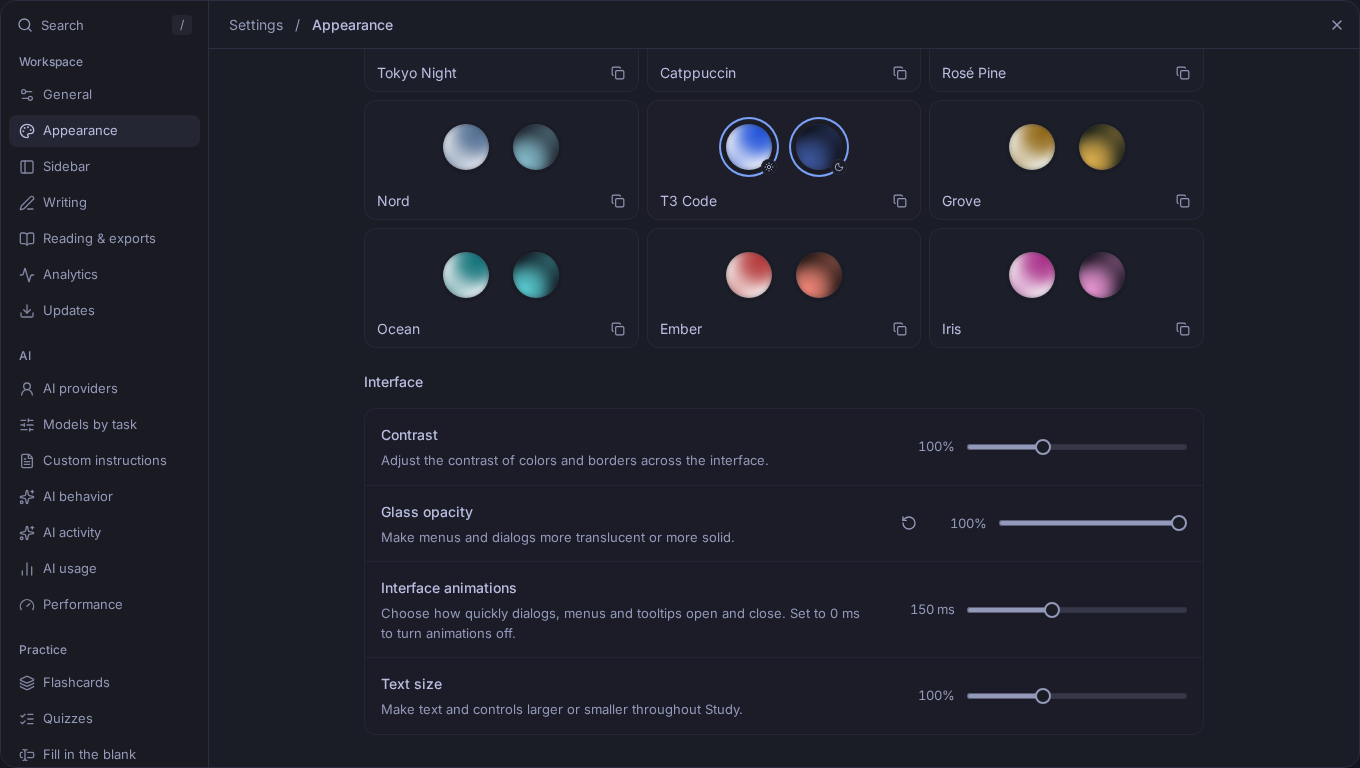 Search
/
Settings / Appearance
Workspace
General
Appearance
Sidebar
Writing
Reading & exports
Analytics
Updates
AI
AI providers
Models by task
Custom instructions
AI behavior
AI activity
AI usage
Performance
Practice
Flashcards
Quizzes
Fill in the blank
Tokyo Night
Catppuccin
Rosé Pine
Nord
T3 Code
Grove
Ocean
Ember
Iris
Interface
Contrast
Adjust the contrast of colors and borders across the interface.
100%
Glass opacity
Make menus and dialogs more translucent or more solid.
100%
Interface animations
Choose how quickly dialogs, menus and tooltips open and close. Set to 0 ms
to turn animations off.
150 ms
Text size
Make text and controls larger or smaller throughout Study.
100%